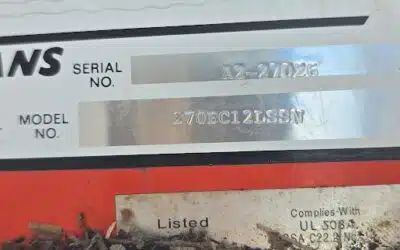 ANS SERIAL NO. A2-27026
MODEL NO. 270EC12LSSN
Listed
Complies With
UL 508A